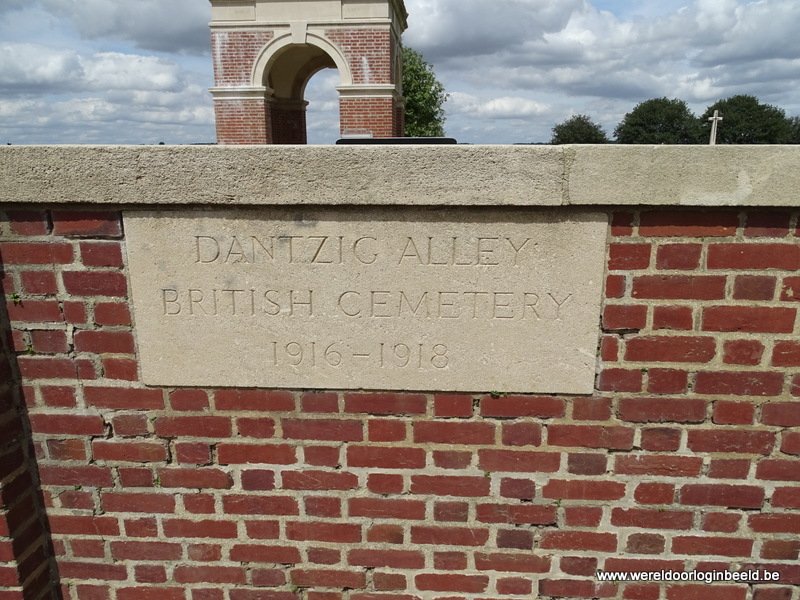 DANTZIG ALLEY
BRITISH CEMETERY
1916-1918
www.wereldoorloginbeeld.be